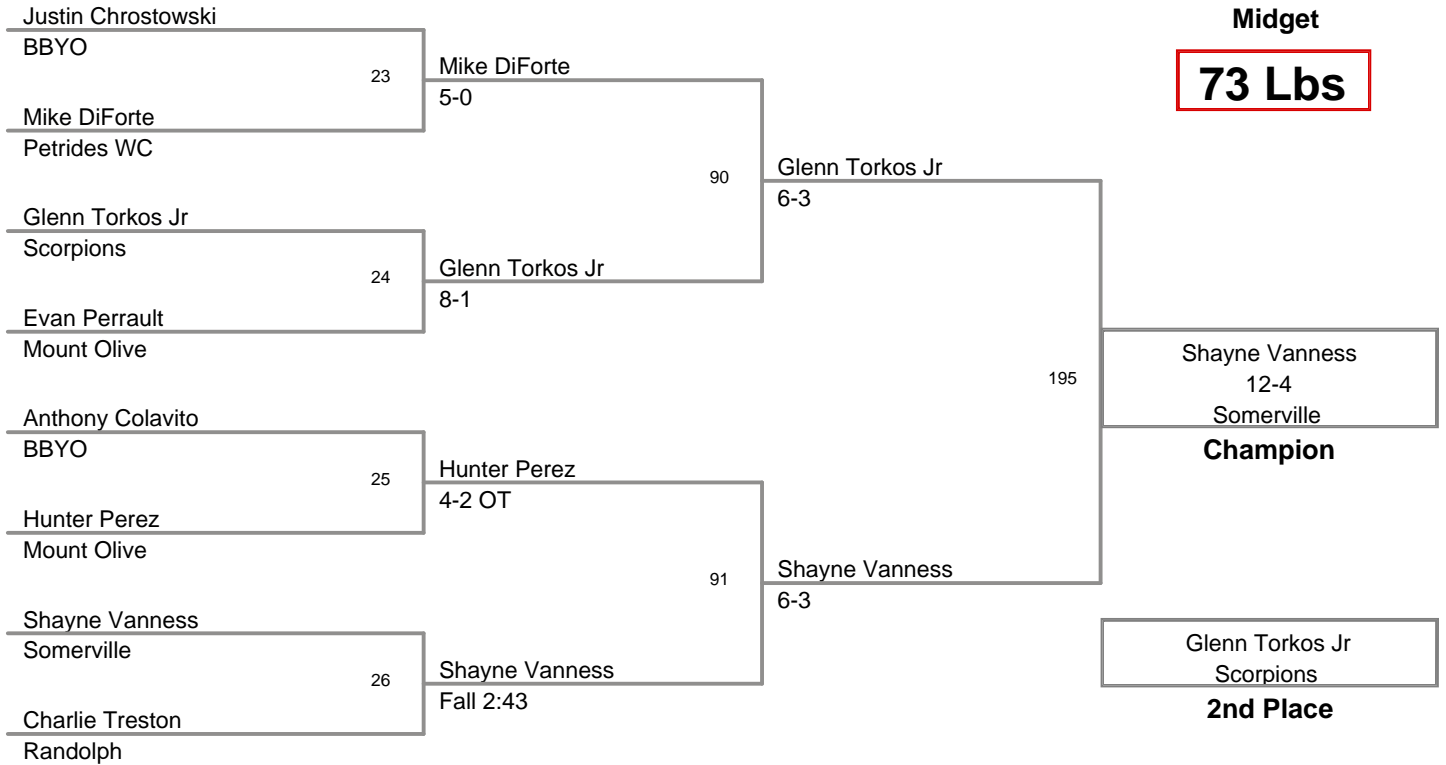 Justin Chrostowski
BBYO
23
Mike DiForte
Petrides WC
Glenn Torkos Jr
Scorpions
24
Evan Perrault
Mount Olive
Anthony Colavito
BBYO
25
Hunter Perez
Mount Olive
Shayne Vanness
Somerville
26
Charlie Treston
Randolph
Mike DiForte
5-0
90
Glenn Torkos Jr
8-1
Hunter Perez
4-2 OT
91
Shayne Vanness
Fall 2:43
Glenn Torkos Jr
6-3
195
Shayne Vanness
6-3
Midget
73 Lbs
Shayne Vanness
12-4
Somerville
Champion
Glenn Torkos Jr
Scorpions
2nd Place